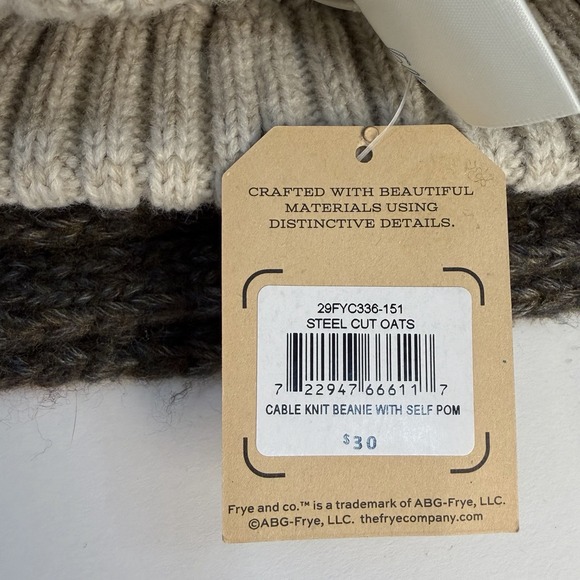 CRAFTED WITH BEAUTIFUL
MATERIALS USING
DISTINCTIVE DETAILS.
29FYC336-151
STEEL CUT OATS
7 22947 66611 7
CABLE KNIT BEANIE WITH SELF POM
$30
Frye and co.™ is a trademark of ABG-Frye, LLC.
©ABG-Frye, LLC. thefryecompany.com